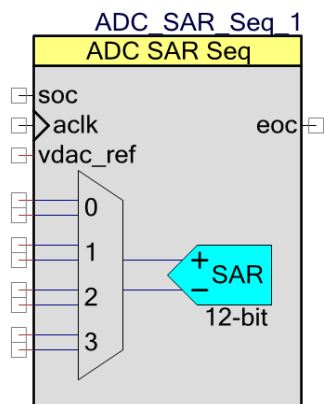 ADC_SAR_Seq_1
ADC SAR Seq
soc
aclk
eoc
vdac_ref
0
1
2
3
+
SAR
−
12-bit